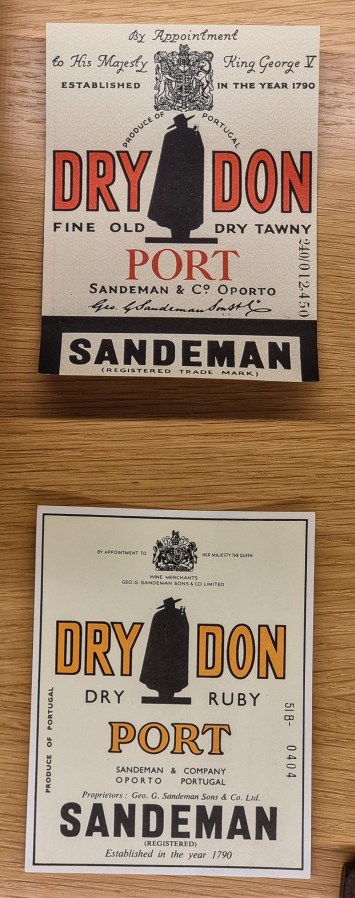 By Appointment
to His Majesty King George V
ESTABLISHED IN THE YEAR 1790
PRODUCE OF PORTUGAL
DRY DON
FINE OLD DRY TAWNY
PORT
SANDEMAN & Cº OPORTO
Geo. G. Sandeman Sons & Co
240/012.450
SANDEMAN
(REGISTERED TRADE MARK)
BY APPOINTMENT TO HER MAJESTY THE QUEEN
WINE MERCHANTS
GEO. G. SANDEMAN SONS & CO LIMITED
DRY DON
DRY RUBY
PORT
PRODUCE OF PORTUGAL
51B- 0404
SANDEMAN & COMPANY
OPORTO PORTUGAL
Proprietors: Geo. G. Sandeman Sons & Co. Ltd.
SANDEMAN
(REGISTERED)
Established in the year 1790